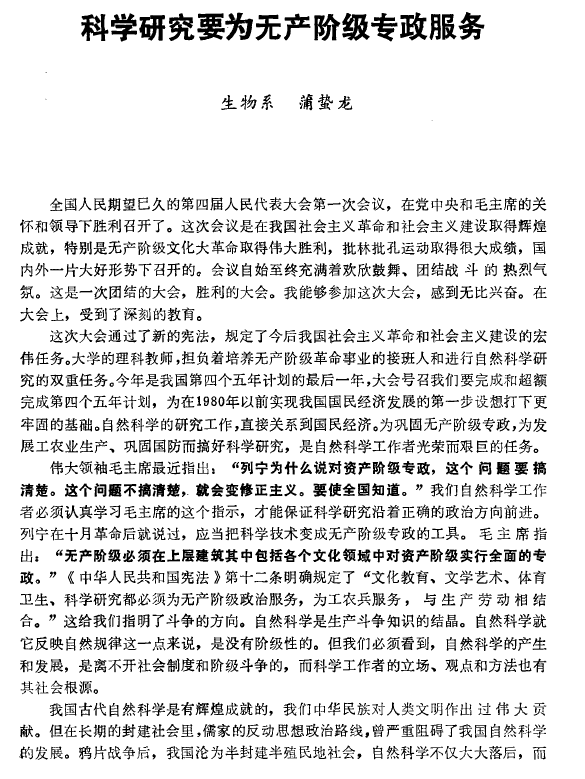 科学研究要为无产阶级专政服务
生物系 蒲蛰龙
全国人民期望已久的第四届人民代表大会第一次会议，在党中央和毛主席的关
怀和领导下胜利召开了。这次会议是在我国社会主义革命和社会主义建设取得辉煌
成就，特别是无产阶级文化大革命取得伟大胜利，批林批孔运动取得很大成绩，国
内外一片大好形势下召开的。会议自始至终充满着欢欣鼓舞、团结战斗的热烈气
氛。这是一次团结的大会，胜利的大会。我能够参加这次大会，感到无比兴奋。在
大会上，受到了深刻的教育。
这次大会通过了新的宪法，规定了今后我国社会主义革命和社会主义建设的宏
伟任务。大学的理科教师，担负着培养无产阶级革命事业的接班人和进行自然科学研
究的双重任务。今年是我国第四个五年计划的最后一年，大会号召我们要完成和超额
完成第四个五年计划，为在1980年以前实现我国国民经济发展的第一步设想打下更
牢固的基础。自然科学的研究工作，直接关系到国民经济。为巩固无产阶级专政，为发
展工农业生产、巩固国防而搞好科学研究，是自然科学工作者光荣而艰巨的任务。
伟大领袖毛主席最近指出：“列宁为什么说对资产阶级专政，这个问题要搞
清楚。这个问题不搞清楚，就会变修正主义。要使全国知道。”我们自然科学工作
者必须认真学习毛主席的这个指示，才能保证科学研究沿着正确的政治方向前进。
列宁在十月革命后就说过，应当把科学技术变成无产阶级专政的工具。毛主席指
出：“无产阶级必须在上层建筑其中包括各个文化领域中对资产阶级实行全面的专
政。”《中华人民共和国宪法》第十二条明确规定了“文化教育、文学艺术、体育
卫生、科学研究都必须为无产阶级政治服务，为工农兵服务，与生产劳动相结
合。”这给我们指明了斗争的方向。自然科学是生产斗争知识的结晶。自然科学就
它反映自然规律这一点来说，是没有阶级性的。但我们必须看到，自然科学的产生
和发展，是离不开社会制度和阶级斗争的，而科学工作者的立场、观点和方法也有
其社会根源。
我国古代自然科学是有辉煌成就的，我们中华民族对人类文明作出过伟大贡
献。但在长期的封建社会里，儒家的反动思想政治路线，曾严重阻碍了我国自然科学
的发展。鸦片战争后，我国沦为半封建半殖民地社会，自然科学不仅大大落后，而